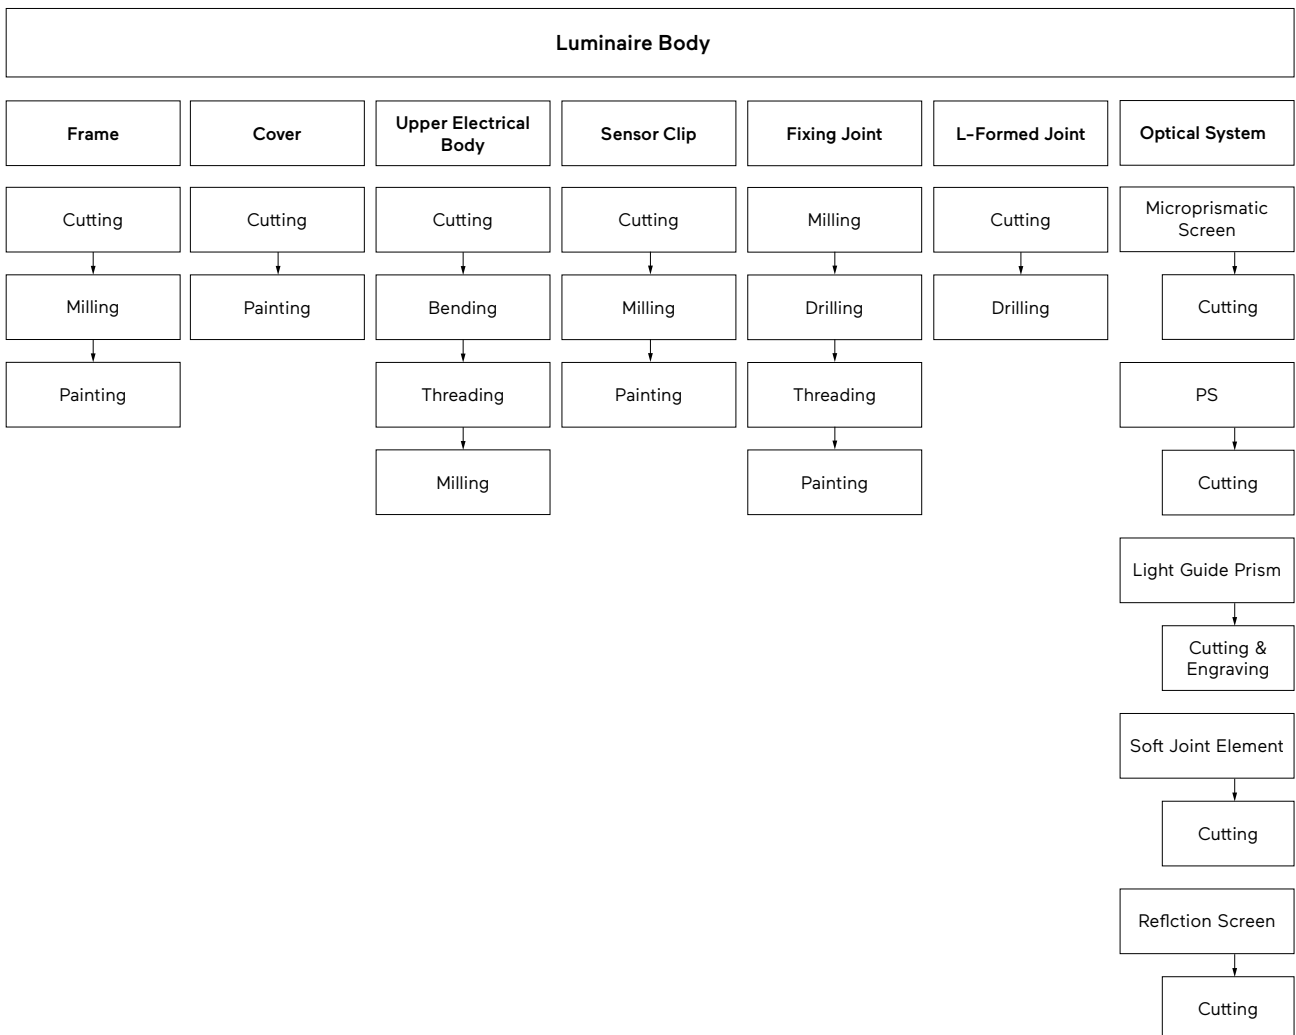 Luminaire Body
Frame
Cover
Upper Electrical
Body
Sensor Clip
Fixing Joint
L-Formed Joint
Optical System
Cutting
Cutting
Cutting
Cutting
Milling
Cutting
Microprismatic
Screen
Milling
Painting
Bending
Milling
Drilling
Drilling
Cutting
Painting
Threading
Painting
Threading
PS
Milling
Painting
Cutting
Light Guide Prism
Cutting &
Engraving
Soft Joint Element
Cutting
Reflction Screen
Cutting